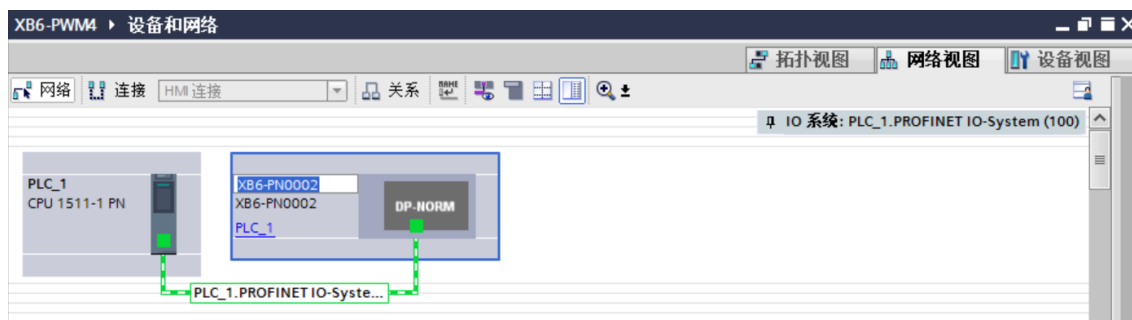 XB6-PWM4 ▸ 设备和网络
拓扑视图 网络视图 设备视图
网络 连接 HMI 连接 关系
IO 系统: PLC_1.PROFINET IO-System (100)
PLC_1
CPU 1511-1 PN
XB6-PN0002
XB6-PN0002
DP-NORM
PLC_1
PLC_1.PROFINET IO-Syste...